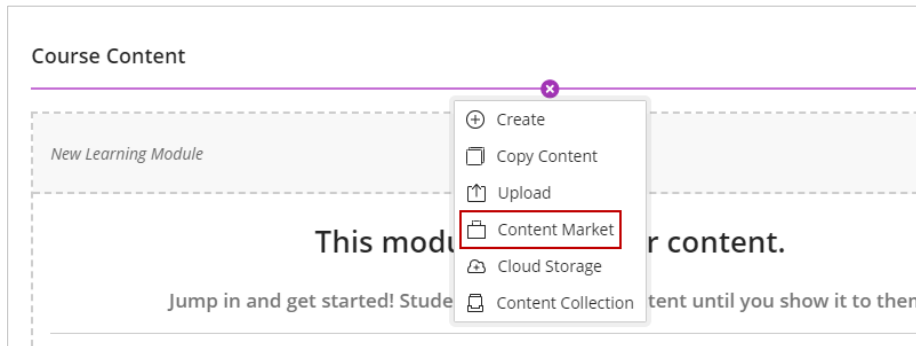 Course Content
Create
Copy Content
New Learning Module
Upload
Content Market
This modu r content.
Cloud Storage
Jump in and get started! Stude tent until you show it to then
Content Collection